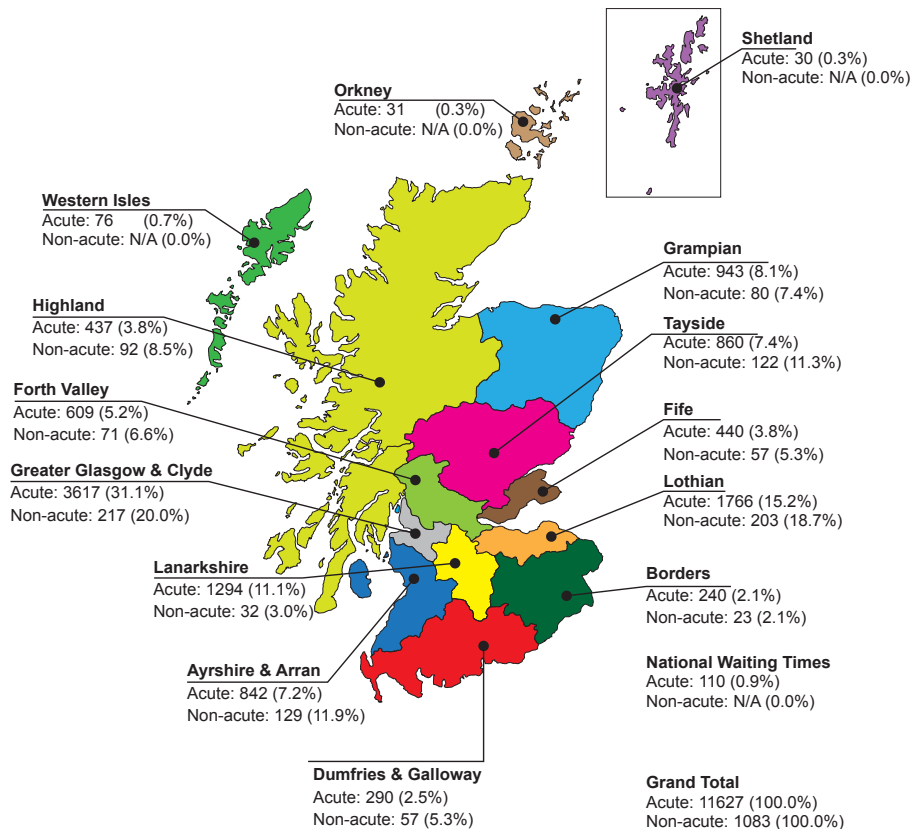 Shetland
Acute: 30 (0.3%)
Non-acute: N/A (0.0%)
Orkney
Acute: 31 (0.3%)
Non-acute: N/A (0.0%)
Western Isles
Acute: 76 (0.7%)
Non-acute: N/A (0.0%)
Grampian
Acute: 943 (8.1%)
Non-acute: 80 (7.4%)
Highland
Acute: 437 (3.8%)
Non-acute: 92 (8.5%)
Tayside
Acute: 860 (7.4%)
Non-acute: 122 (11.3%)
Forth Valley
Acute: 609 (5.2%)
Non-acute: 71 (6.6%)
Fife
Acute: 440 (3.8%)
Non-acute: 57 (5.3%)
Greater Glasgow & Clyde
Acute: 3617 (31.1%)
Non-acute: 217 (20.0%)
Lothian
Acute: 1766 (15.2%)
Non-acute: 203 (18.7%)
Lanarkshire
Acute: 1294 (11.1%)
Non-acute: 32 (3.0%)
Borders
Acute: 240 (2.1%)
Non-acute: 23 (2.1%)
Ayrshire & Arran
Acute: 842 (7.2%)
Non-acute: 129 (11.9%)
National Waiting Times
Acute: 110 (0.9%)
Non-acute: N/A (0.0%)
Dumfries & Galloway
Acute: 290 (2.5%)
Non-acute: 57 (5.3%)
Grand Total
Acute: 11627 (100.0%)
Non-acute: 1083 (100.0%)